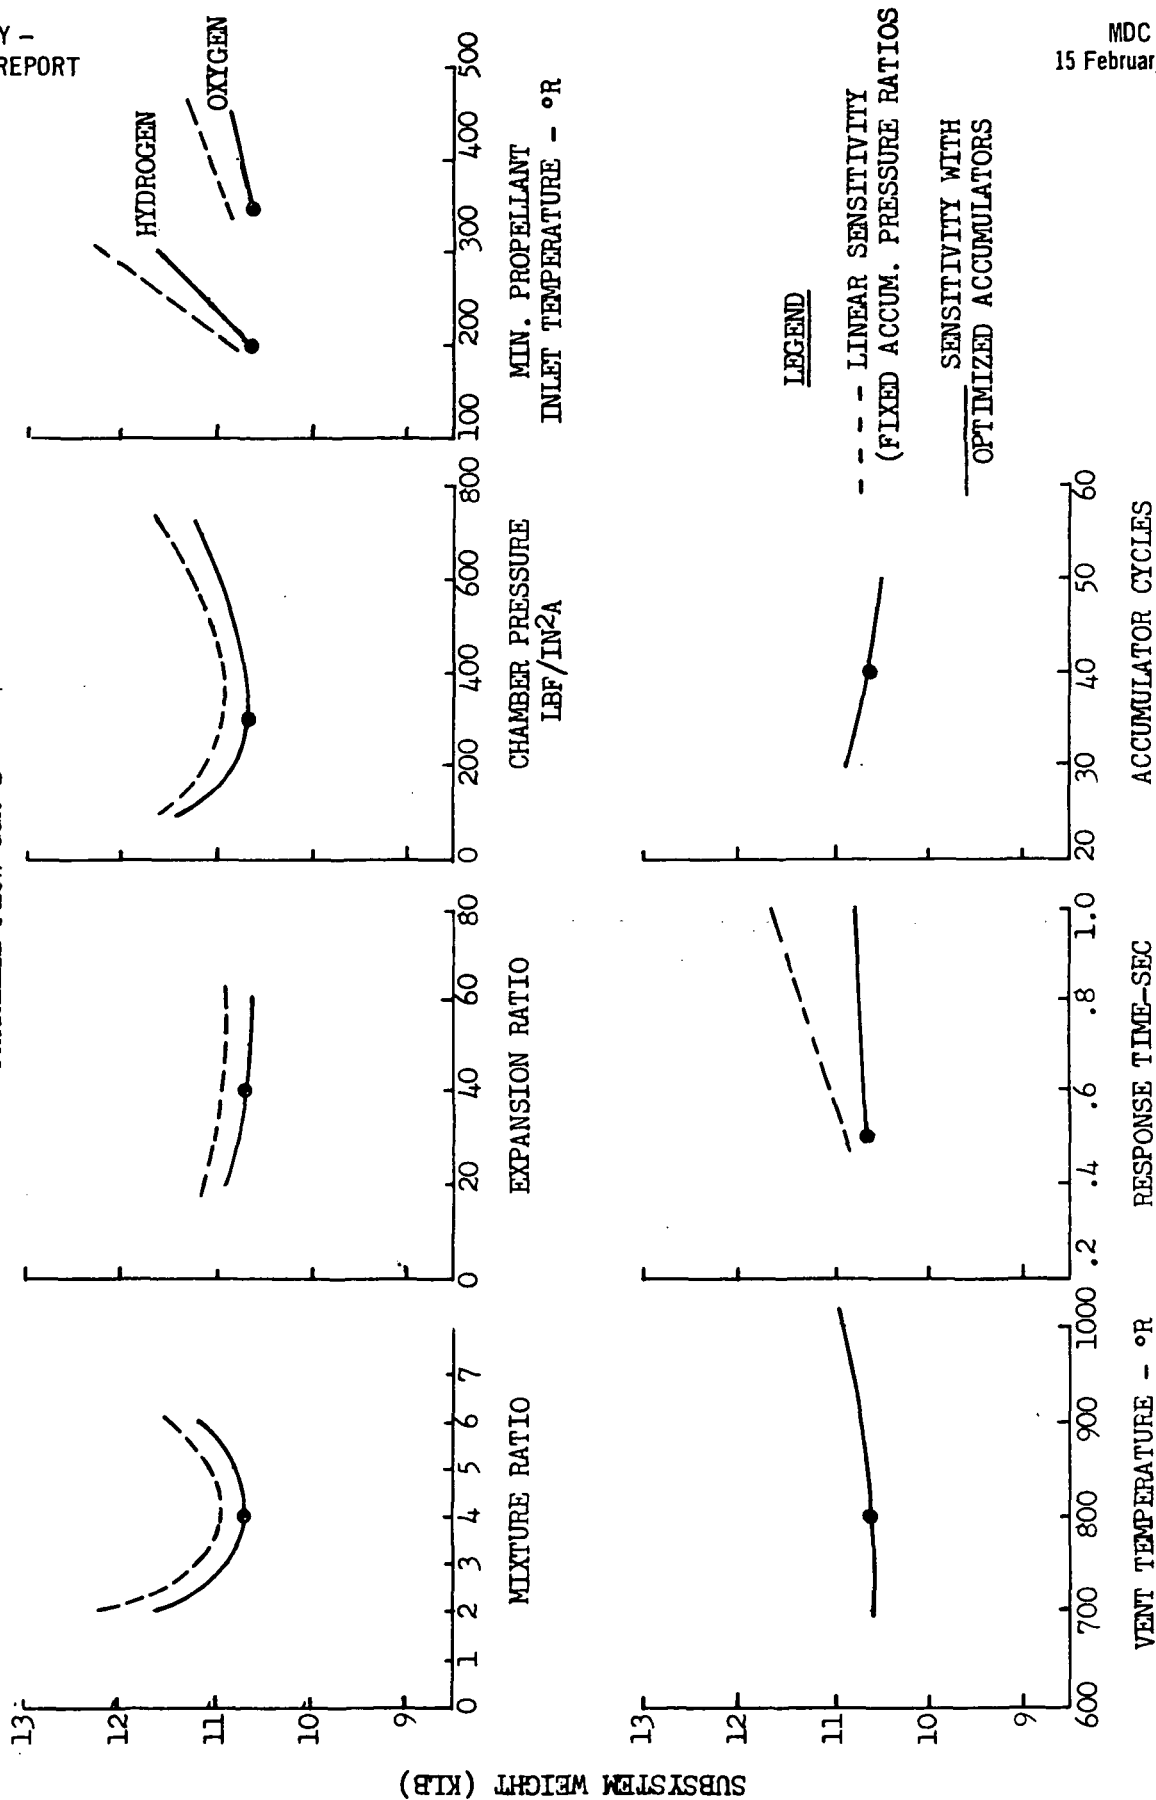 Y –
REPORT
MDC
15 Februar
SUBSYSTEM WEIGHT (KLB)
13
12
11
10
9
0 1 2 3 4 5 6 7
MIXTURE RATIO
0 20 40 60 80
EXPANSION RATIO
0 200 400 600 800
CHAMBER PRESSURE
LBF/IN2A
HYDROGEN
OXYGEN
100 200 300 400 500
MIN. PROPELLANT
INLET TEMPERATURE - °R
13
12
11
10
9
600 700 800 900 1000
VENT TEMPERATURE - °R
.2 .4 .6 .8 1.0
RESPONSE TIME-SEC
20 30 40 50 60
ACCUMULATOR CYCLES
LEGEND
---- LINEAR SENSITIVITY
(FIXED ACCUM. PRESSURE RATIOS
SENSITIVITY WITH
OPTIMIZED ACCUMULATORS